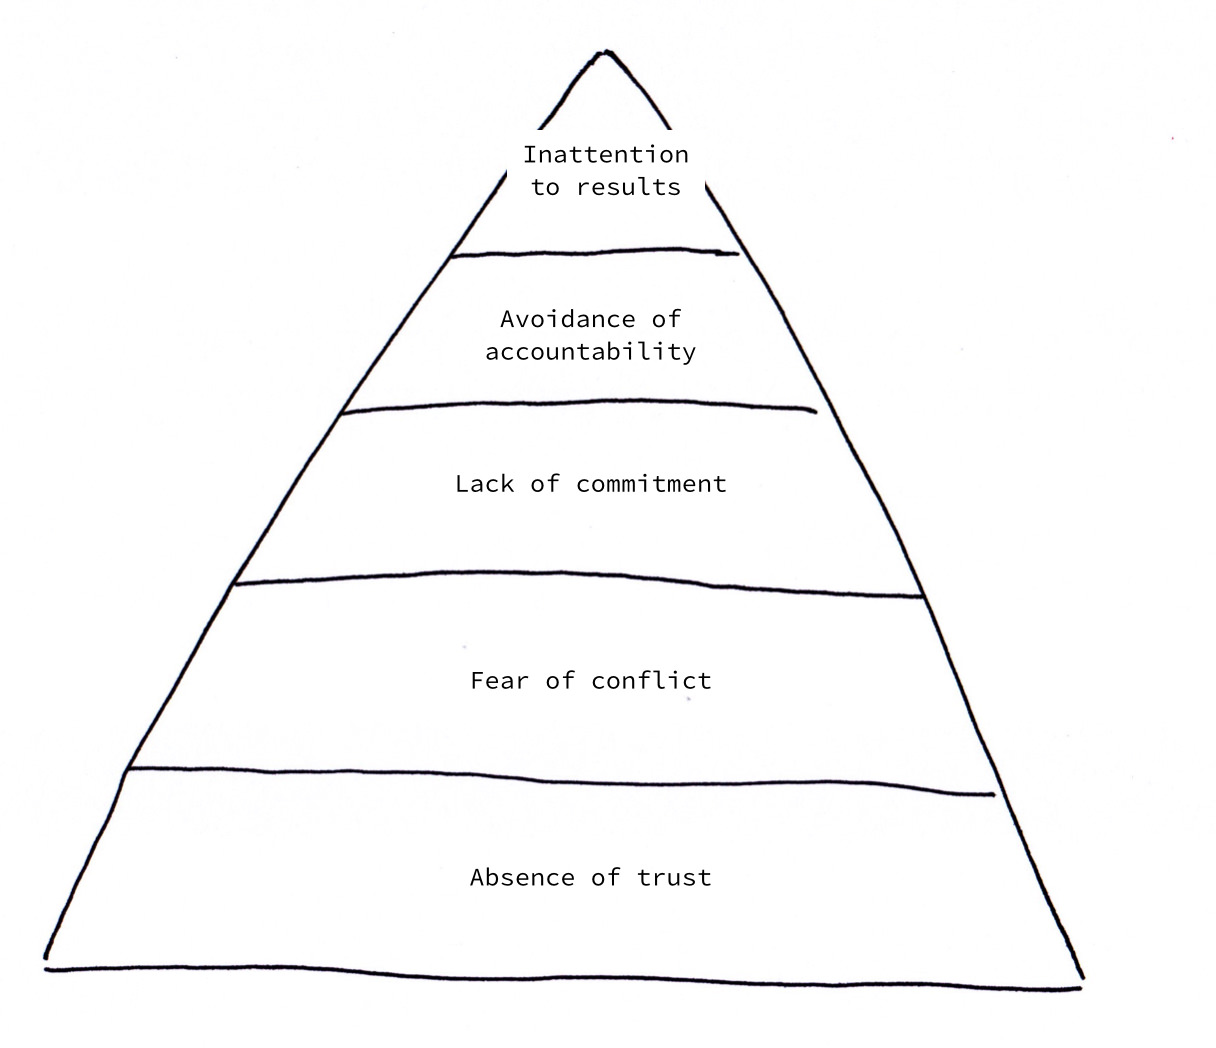 Inattention
to results
Avoidance of
accountability
Lack of commitment
Fear of conflict
Absence of trust